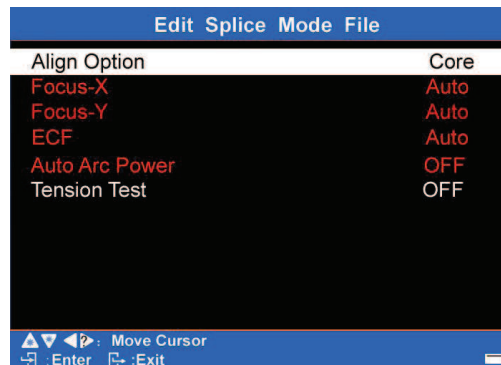 Edit Splice Mode File
Align Option Core
Focus-X Auto
Focus-Y Auto
ECF Auto
Auto Arc Power OFF
Tension Test OFF
: Move Cursor
:Enter :Exit